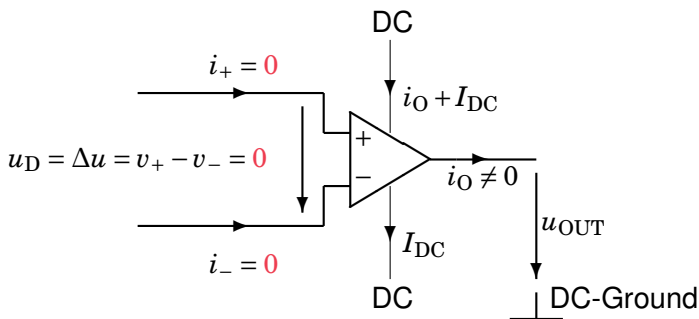 DC
i₊ = 0
i_O + I_DC
+
u_D = Δu = v₊ − v₋ = 0
−
i_O ≠ 0
u_OUT
I_DC
i₋ = 0
DC
DC-Ground